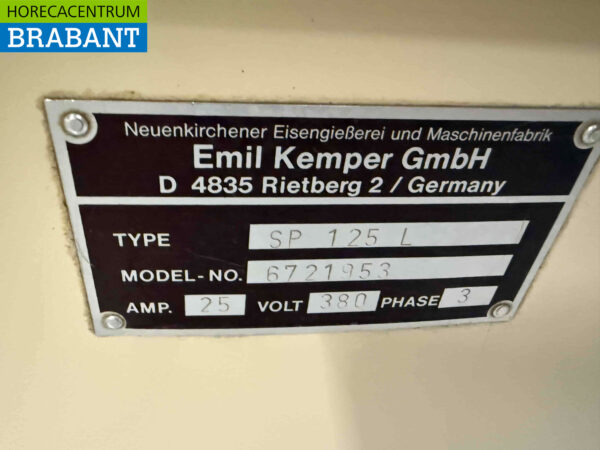 HORECACENTRUM
BRABANT
Neuenkirchener Eisengießerei und Maschinenfabrik
Emil Kemper GmbH
D 4835 Rietberg 2 / Germany
TYPE SP 125 L
MODEL-NO. 6721953
AMP. 25 VOLT 380 PHASE 3